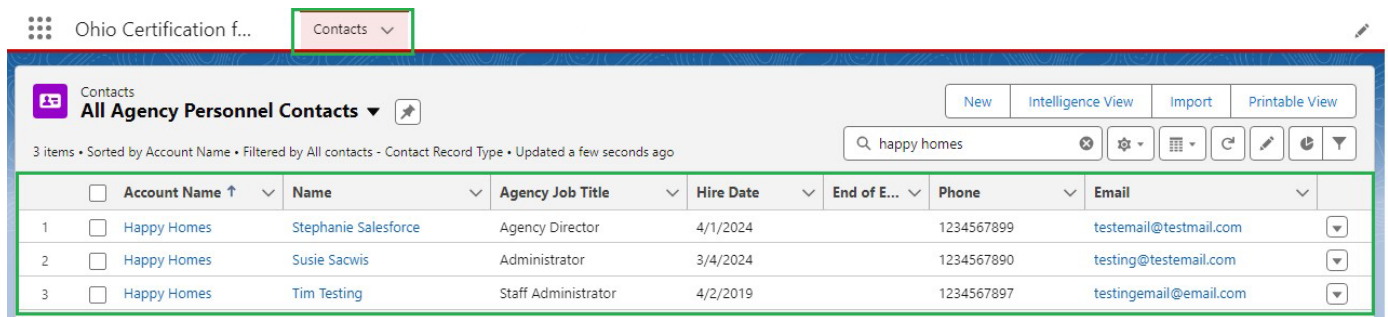 Ohio Certification f...
Contacts
Contacts
All Agency Personnel Contacts
New
Intelligence View
Import
Printable View
3 items • Sorted by Account Name • Filtered by All contacts - Contact Record Type • Updated a few seconds ago
happy homes
Account Name Name Agency Job Title Hire Date End of E... Phone Email
1 Happy Homes Stephanie Salesforce Agency Director 4/1/2024 1234567899 testemail@testmail.com
2 Happy Homes Susie Sacwis Administrator 3/4/2024 1234567890 testing@testemail.com
3 Happy Homes Tim Testing Staff Administrator 4/2/2019 1234567897 testingemail@email.com